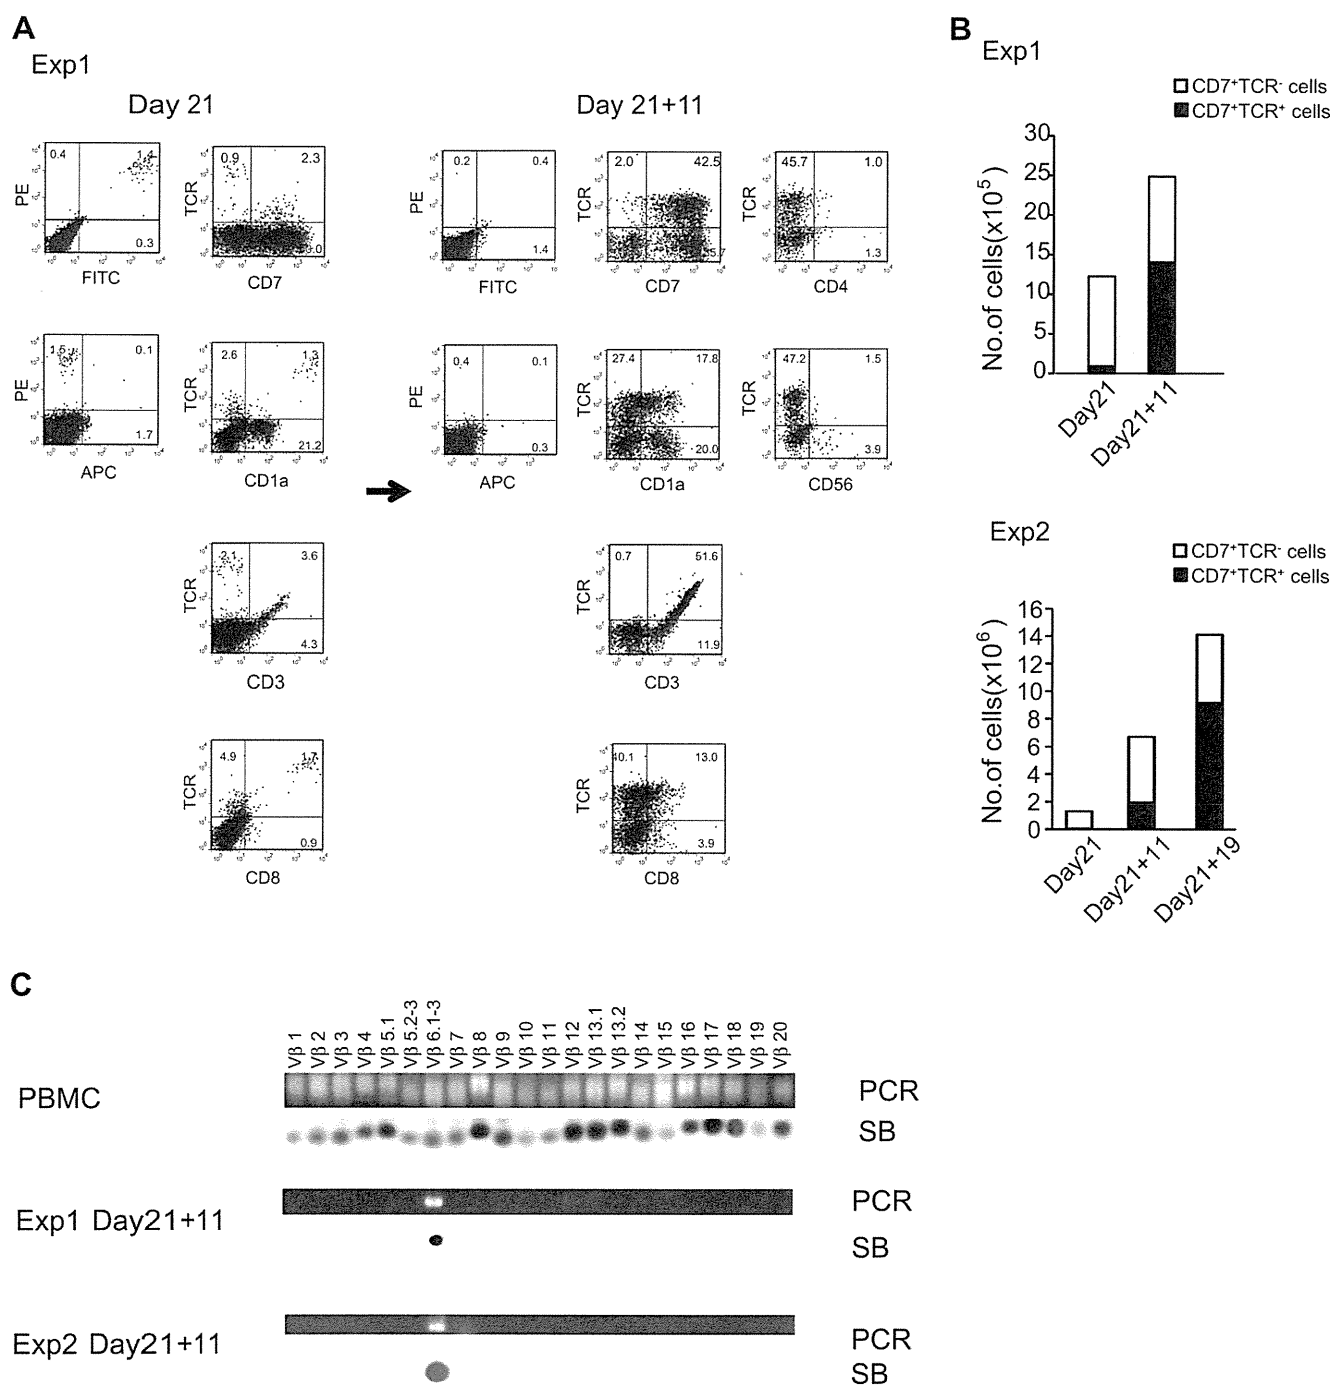 A
Exp1
Day 21
Day 21+11
0.4 1.4
PE
0.3
FITC
0.9 2.3
TCR
CD7
0.2 0.4
PE
1.4
FITC
2.0 42.5
TCR
CD7
45.7 1.0
TCR
1.3
CD4
1.5 0.1
PE
1.7
APC
2.6 1.3
TCR
21.2
CD1a
0.4 0.1
PE
0.3
APC
27.4 17.8
TCR
20.0
CD1a
47.2 1.5
TCR
3.9
CD56
2.1 3.6
TCR
4.3
CD3
0.7 51.6
TCR
11.9
CD3
4.9 1.7
TCR
0.9
CD8
40.1 13.0
TCR
3.9
CD8
B
Exp1
CD7⁺TCR⁻ cells
CD7⁺TCR⁺ cells
No.of cells(x10⁵)
30
25
20
15
10
5
0
Day21
Day21+11
Exp2
CD7⁺TCR⁻ cells
CD7⁺TCR⁺ cells
No.of cells(x10⁶)
16
14
12
10
8
6
4
2
0
Day21
Day21+11
Day21+19
C
Vβ 1
Vβ 2
Vβ 3
Vβ 4
Vβ 5.1
Vβ 5.2-3
Vβ 6.1-3
Vβ 7
Vβ 8
Vβ 9
Vβ 10
Vβ 11
Vβ 12
Vβ 13.1
Vβ 13.2
Vβ 14
Vβ 15
Vβ 16
Vβ 17
Vβ 18
Vβ 19
Vβ 20
PBMC
PCR
SB
Exp1 Day21+11
PCR
SB
Exp2 Day21+11
PCR
SB